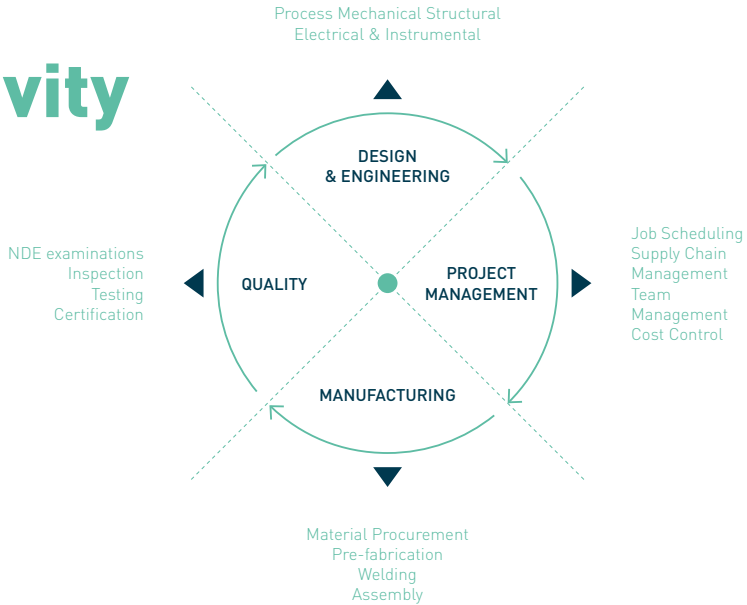 Process Mechanical Structural
Electrical & Instrumental
vity
DESIGN
& ENGINEERING
NDE examinations
Inspection
Testing
Certification
QUALITY
PROJECT
MANAGEMENT
Job Scheduling
Supply Chain
Management
Team
Management
Cost Control
MANUFACTURING
Material Procurement
Pre-fabrication
Welding
Assembly